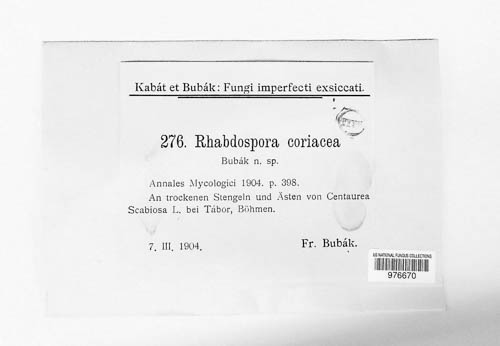 Kabát et Bubák: Fungi imperfecti exsiccati.
276. Rhabdospora coriacea
Bubák n. sp.
Annales Mycologici 1904. p. 398.
An trockenen Stengeln und Ästen von Centaurea
Scabiosa L. bei Tábor, Böhmen.
7. III. 1904.
Fr. Bubák.
US NATIONAL FUNGUS COLLECTIONS
976670